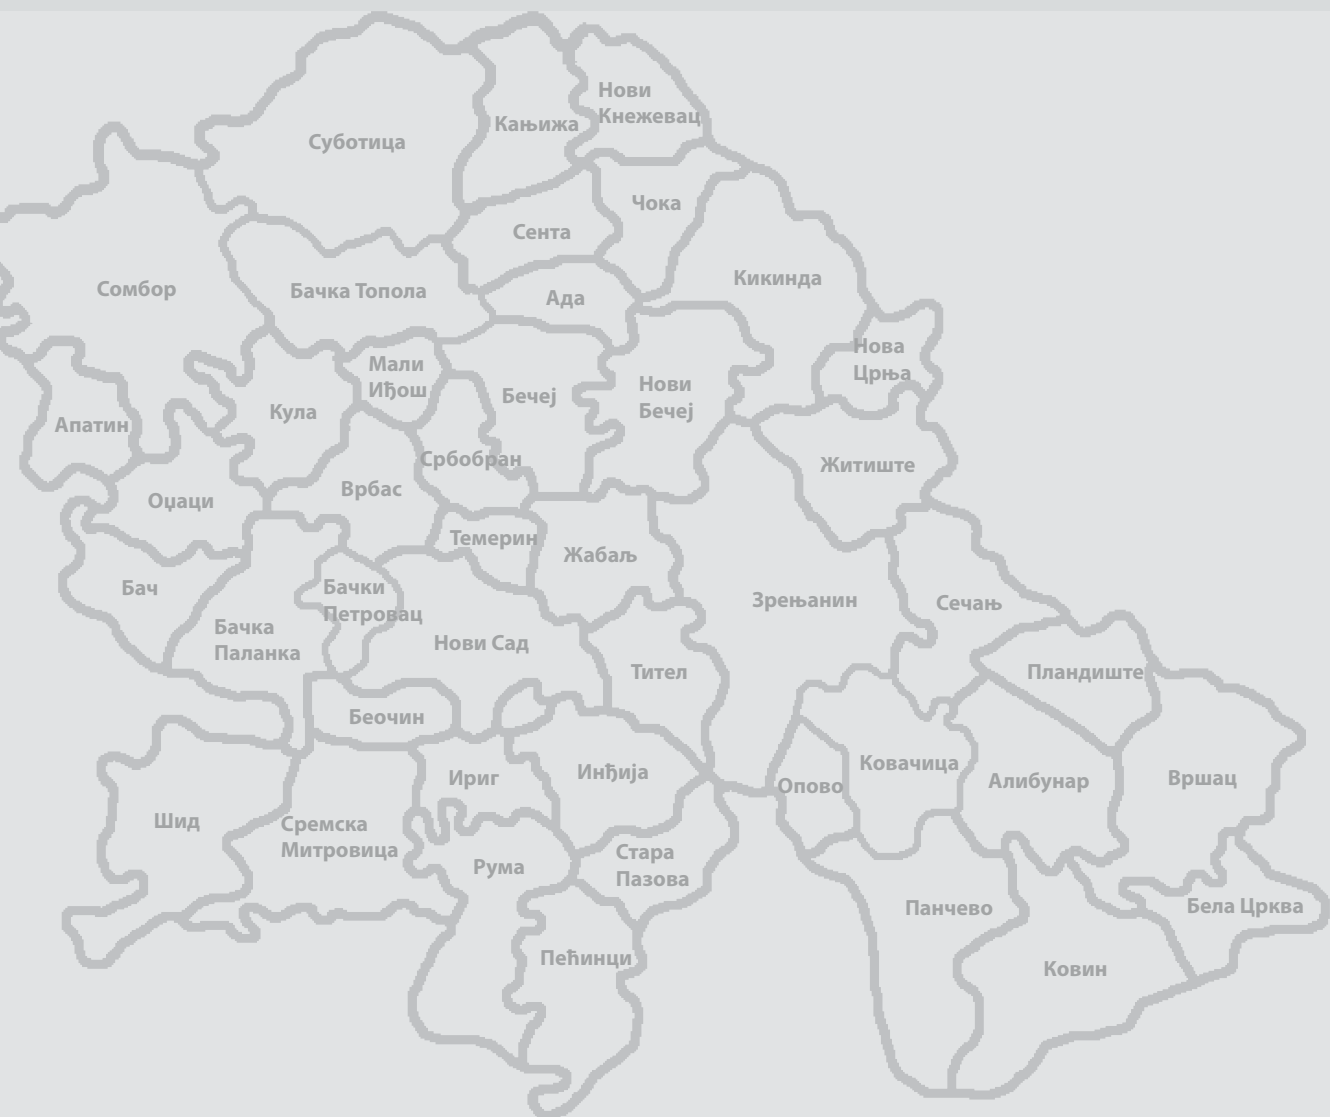 Нови
Кнежевац
Кањижа
Суботица
Чока
Сента
Кикинда
Сомбор
Бачка Топола
Ада
Нова
Црња
Мали
Иђош
Нови
Бечеј
Бечеј
Кула
Апатин
Србобран
Житиште
Врбас
Оџаци
Темерин
Жабаљ
Бач
Бачки
Петровац
Зрењанин
Сечањ
Бачка
Паланка
Нови Сад
Тител
Пландиште
Беочин
Ковачица
Инђија
Ириг
Опово
Алибунар
Вршац
Шид
Сремска
Митровица
Стара
Пазова
Рума
Панчево
Бела Црква
Пећинци
Ковин